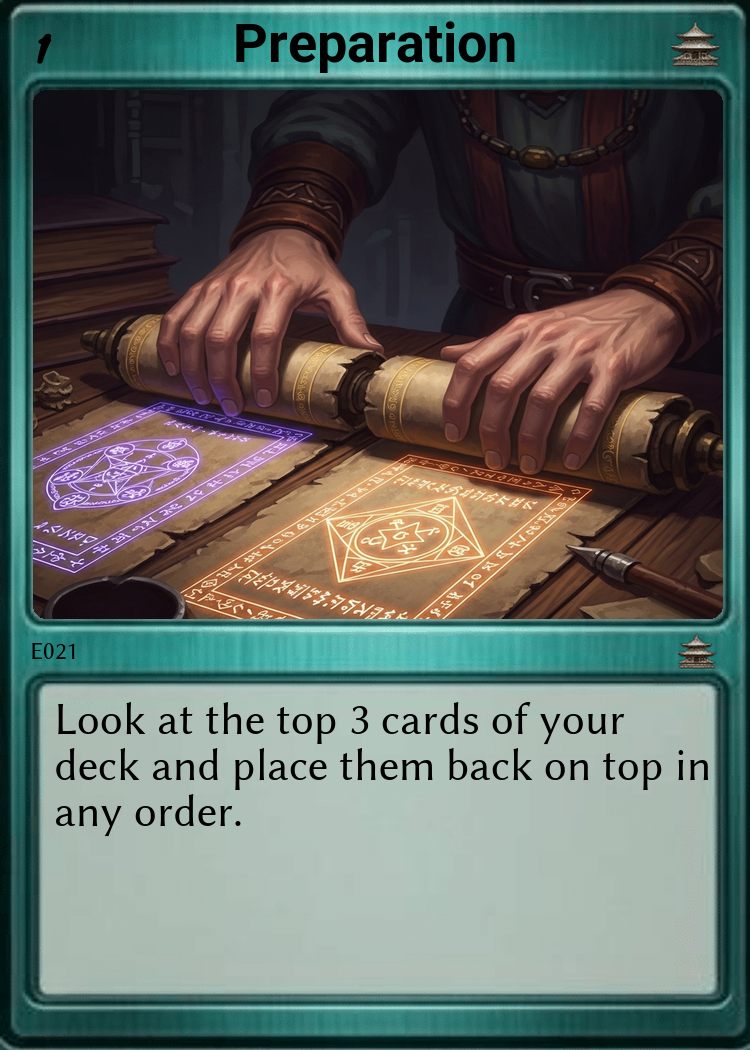 1
Preparation
E021
Look at the top 3 cards of your
deck and place them back on top in
any order.